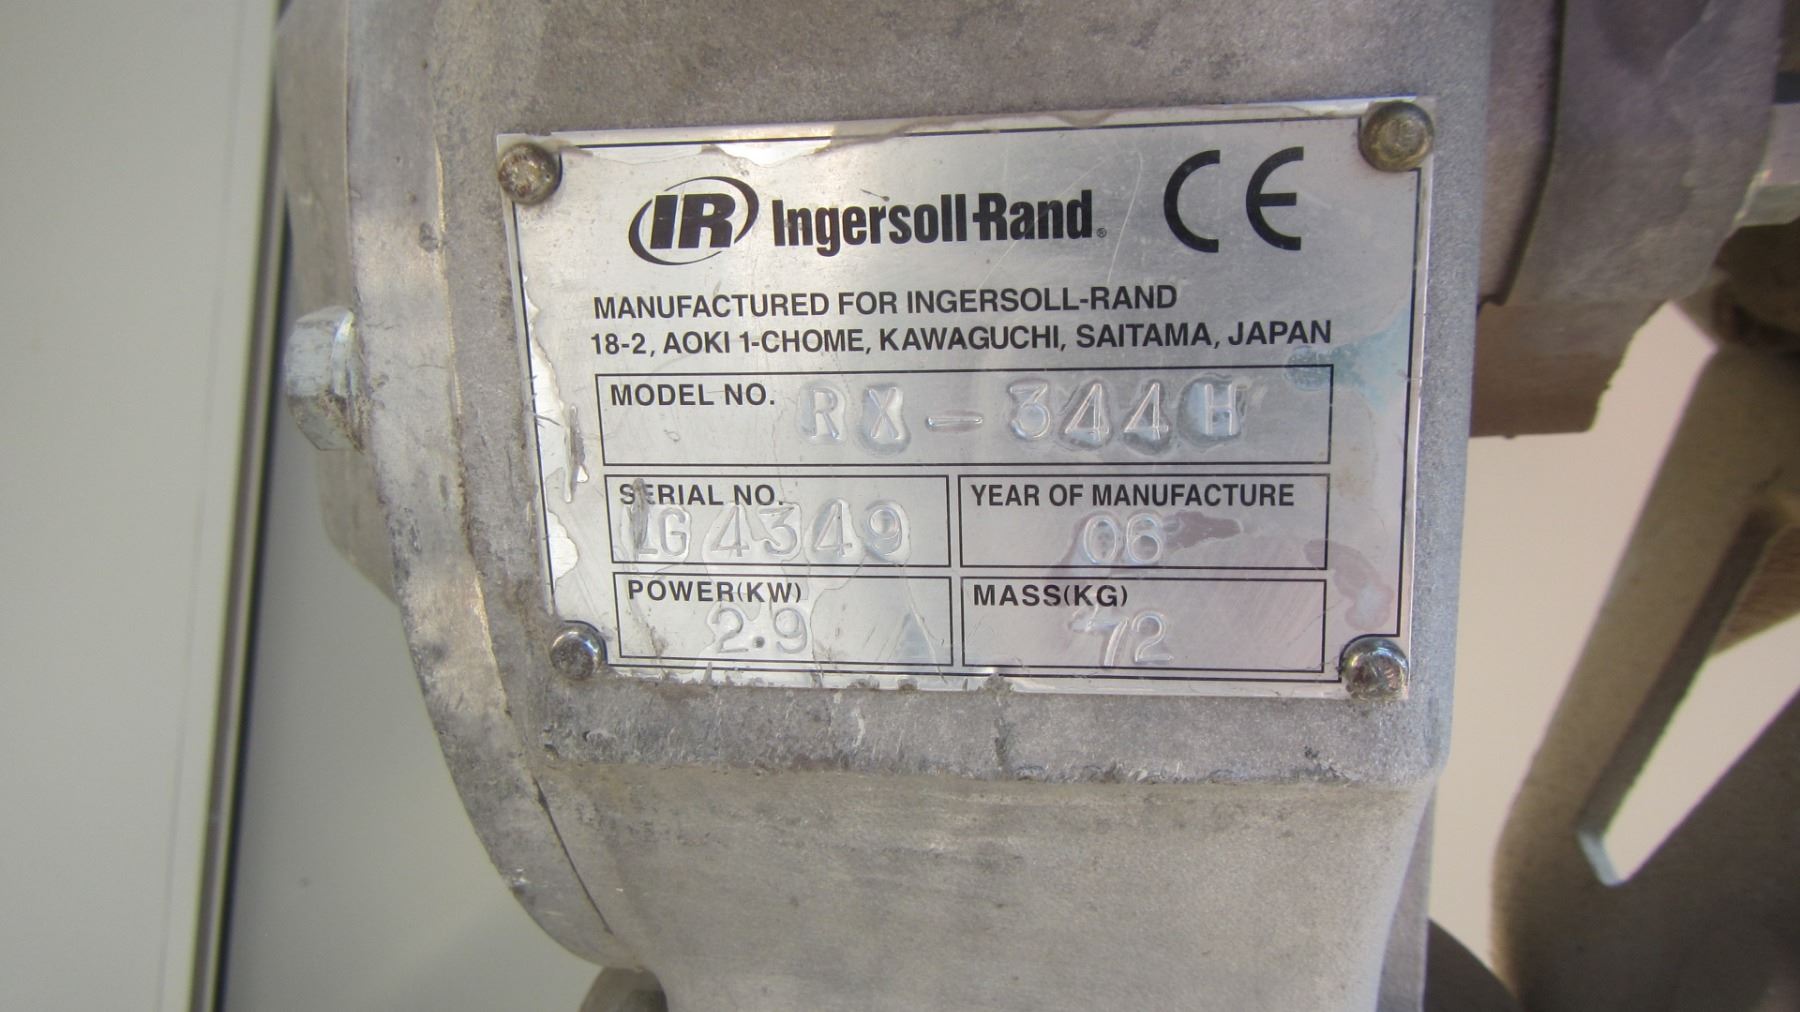 IR Ingersoll-Rand® CE
MANUFACTURED FOR INGERSOLL-RAND
18-2, AOKI 1-CHOME, KAWAGUCHI, SAITAMA, JAPAN
MODEL NO. RX-344H
SERIAL NO. YEAR OF MANUFACTURE
06
POWER(KW) MASS(KG)
2.9 72